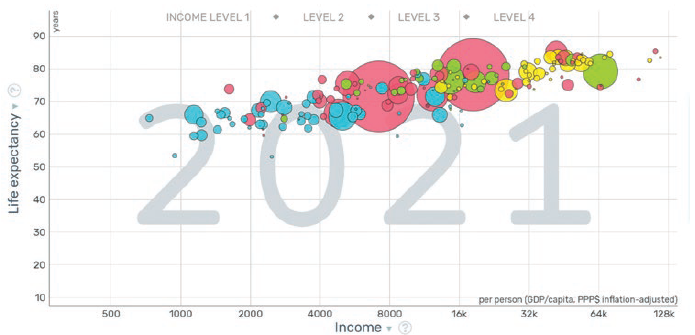 INCOME LEVEL 1 ◆ LEVEL 2 ◆ LEVEL 3 ◆ LEVEL 4
years
90
80
70
60
50
40
30
20
10
Life expectancy ▾ ?
2021
per person (GDP/capita, PPP$ inflation-adjusted)
500 1000 2000 4000 8000 16k 32k 64k 128k
Income ▾ ?